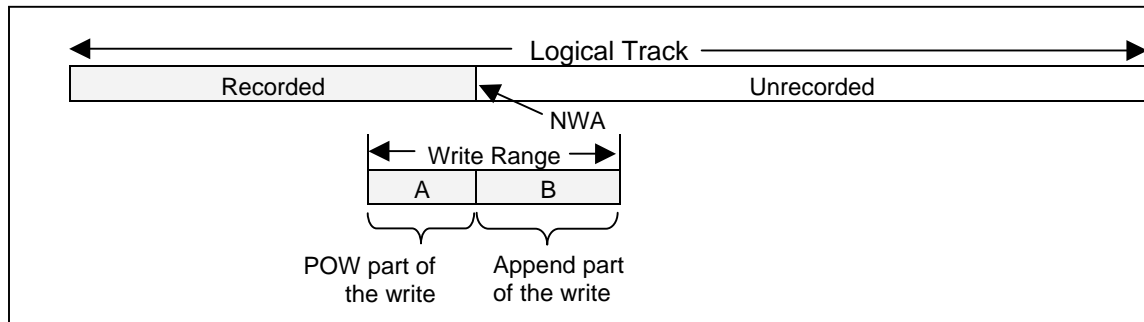 Logical Track
Recorded
Unrecorded
NWA
Write Range
A
B
POW part of
the write
Append part
of the write